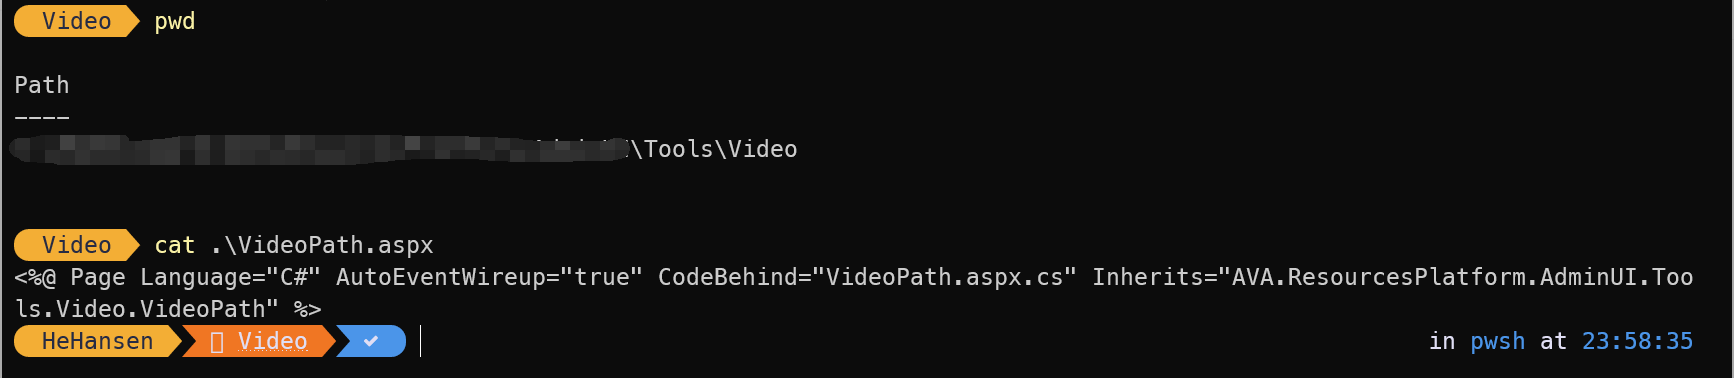 Video pwd
Path
----
\Tools\Video
Video cat .\VideoPath.aspx
<%@ Page Language="C#" AutoEventWireup="true" CodeBehind="VideoPath.aspx.cs" Inherits="AVA.ResourcesPlatform.AdminUI.Too
ls.Video.VideoPath" %>
HeHansen Video ✔ in pwsh at 23:58:35